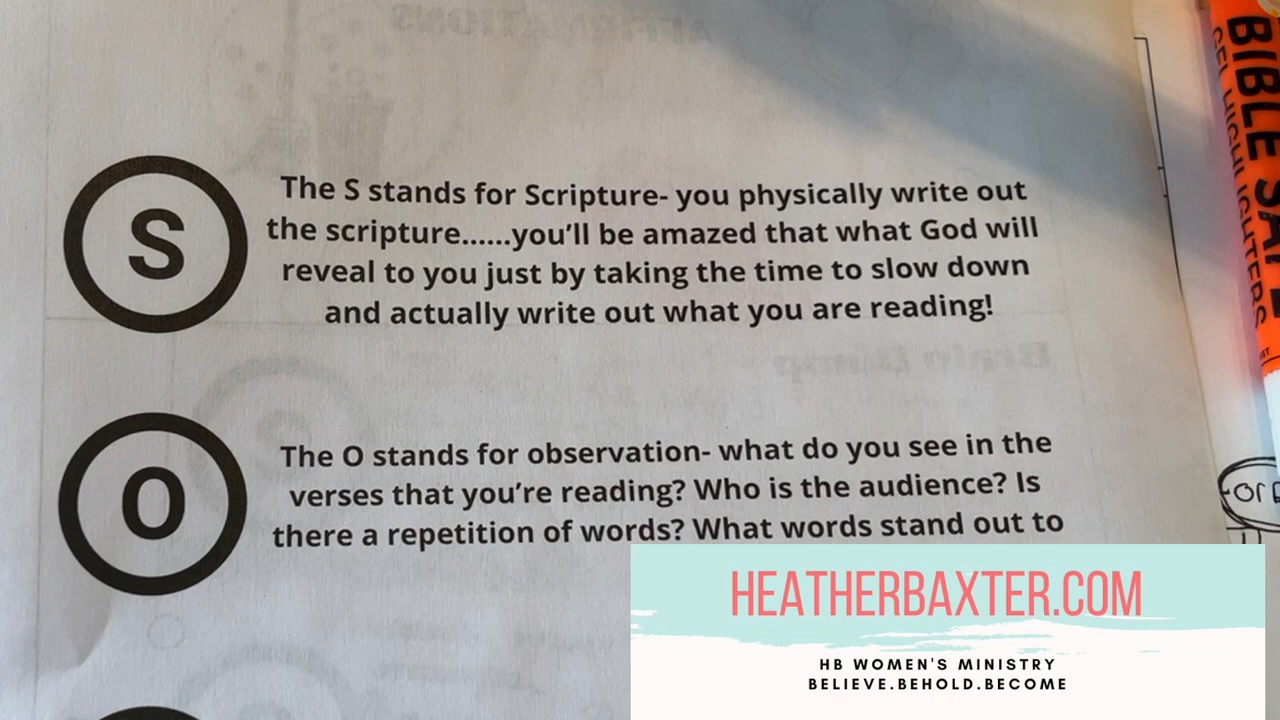 S
The S stands for Scripture- you physically write out
the scripture......you'll be amazed that what God will
reveal to you just by taking the time to slow down
and actually write out what you are reading!
O
The O stands for observation- what do you see in the
verses that you're reading? Who is the audience? Is
there a repetition of words? What words stand out to
HEATHERBAXTER.COM
HB WOMEN'S MINISTRY
BELIEVE.BEHOLD.BECOME
BIBLE SAFE
GEL HIGHLIGHTERS